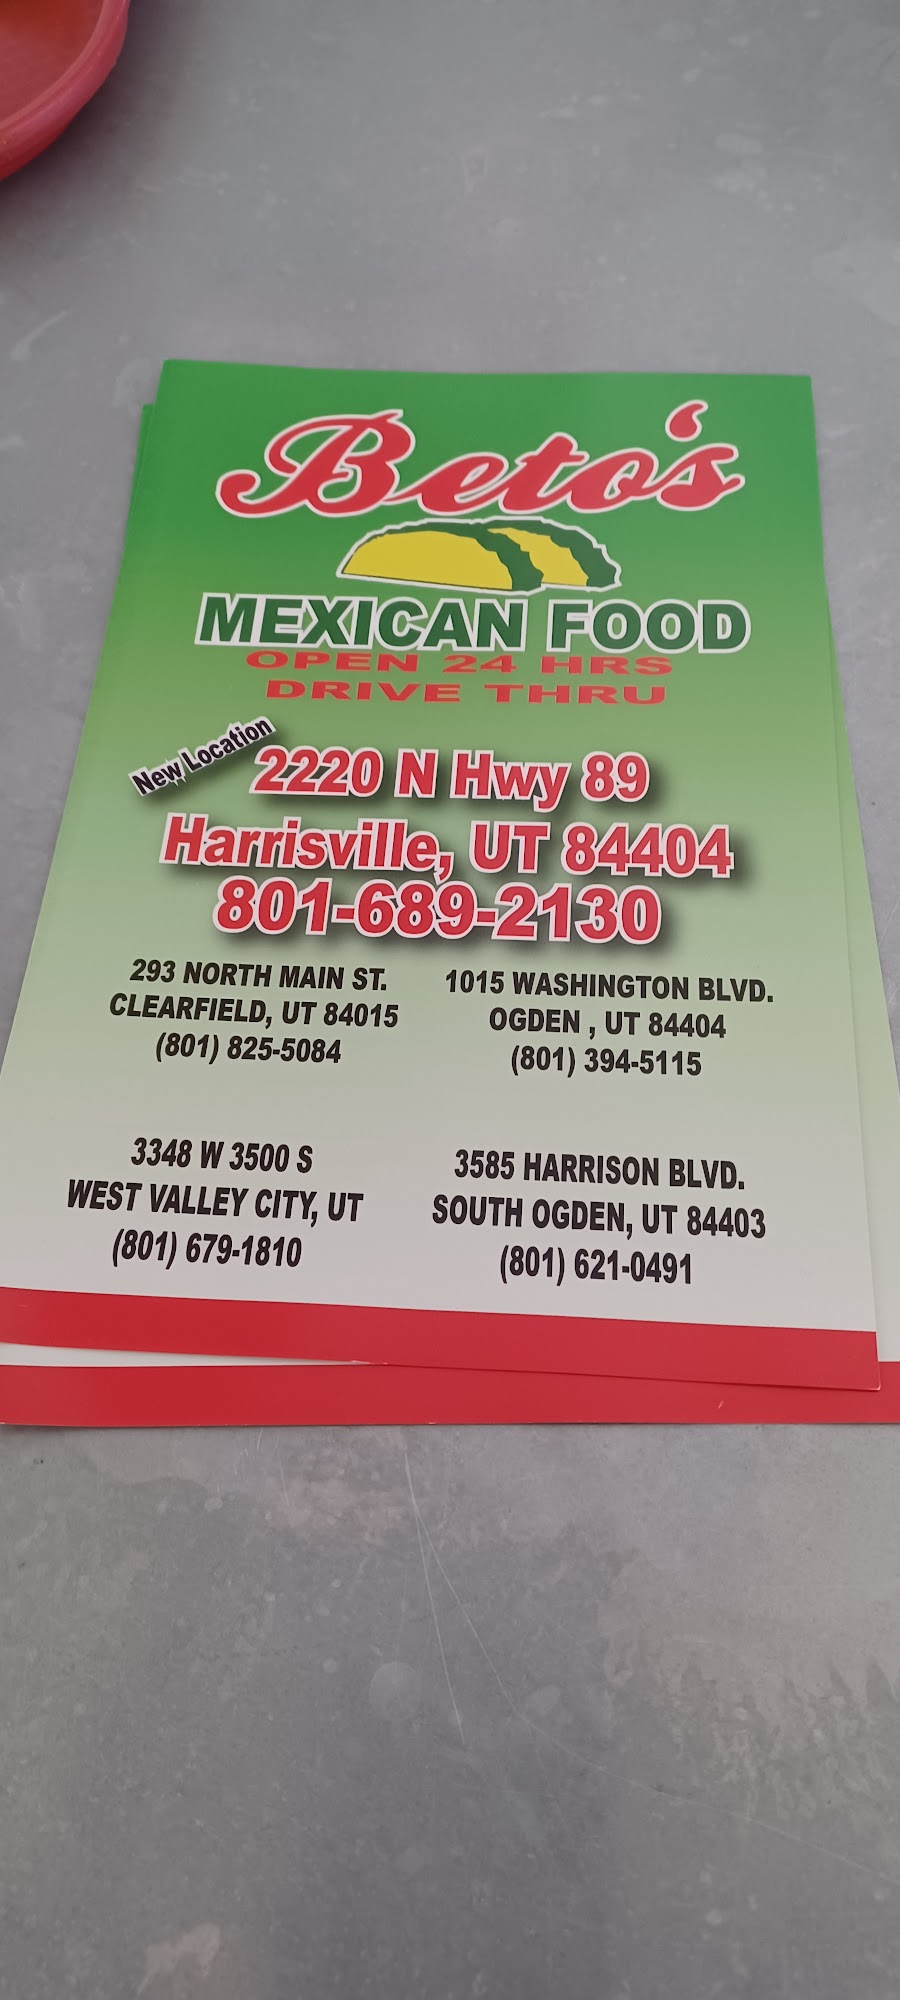 Beto's
MEXICAN FOOD
OPEN 24 HRS
DRIVE THRU
New Location
2220 N Hwy 89
Harrisville, UT 84404
801-689-2130
293 NORTH MAIN ST.
CLEARFIELD, UT 84015
(801) 825-5084
1015 WASHINGTON BLVD.
OGDEN , UT 84404
(801) 394-5115
3348 W 3500 S
WEST VALLEY CITY, UT
(801) 679-1810
3585 HARRISON BLVD.
SOUTH OGDEN, UT 84403
(801) 621-0491